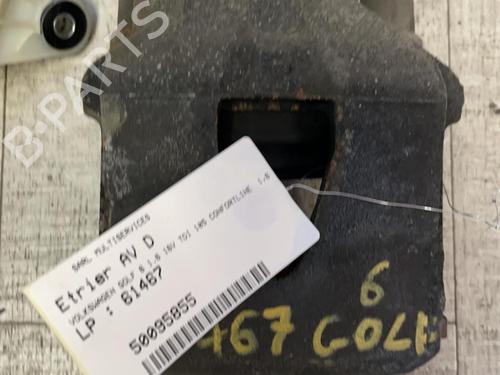 B-PARTS
SARL MULTISERVICES
Etrier AV D
VOLKSWAGEN GOLF 6 1.6 16V TDI 105 CONFORTLINE 1.6
LP : 61467
50095855
6
467 GOLF